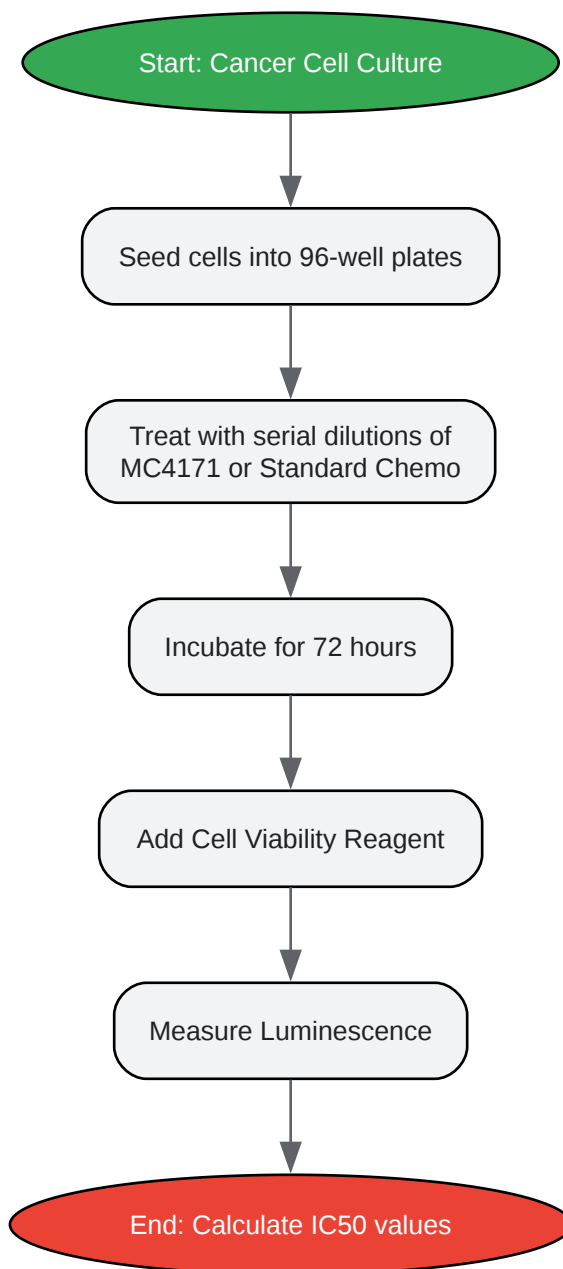 Start: Cancer Cell Culture
Seed cells into 96-well plates
Treat with serial dilutions of
MC4171 or Standard Chemo
Incubate for 72 hours
Add Cell Viability Reagent
Measure Luminescence
End: Calculate IC50 values